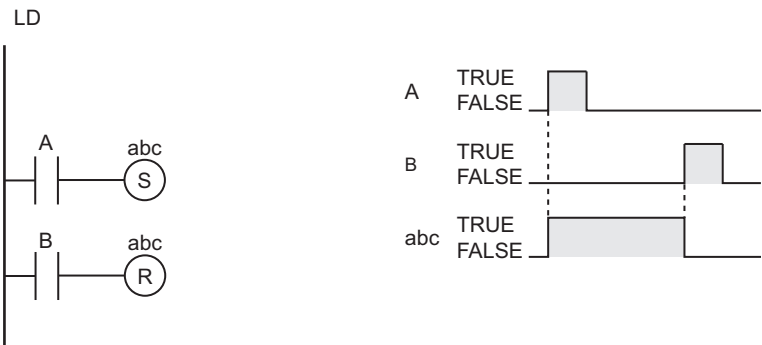 LD
A
abc
S
B
abc
R
A TRUE
FALSE
B TRUE
FALSE
abc TRUE
FALSE